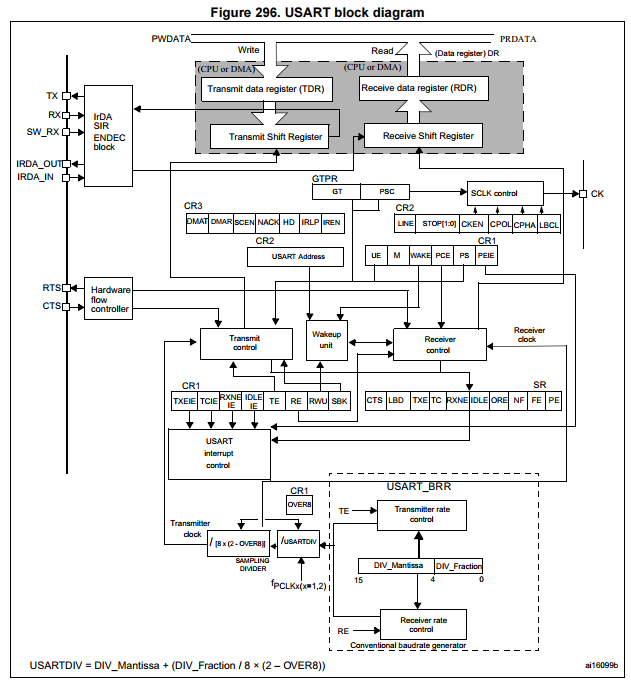 Figure 296. USART block diagram
PWDATA
PRDATA
Write
Read
(Data register) DR
(CPU or DMA)
(CPU or DMA)
Transmit data register (TDR)
Receive data register (RDR)
TX
RX
SW_RX
IRDA_OUT
IRDA_IN
IrDA
SIR
ENDEC
block
Transmit Shift Register
Receive Shift Register
GTPR
GT PSC
SCLK control
CK
CR3
DMAT DMAR SCEN NACK HD IRLP IREN
CR2
LINE STOP[1:0] CKEN CPOL CPHA LBCL
CR2
USART Address
CR1
UE M WAKE PCE PS PEIE
RTS
CTS
Hardware
flow
controller
Transmit
control
Wakeup
unit
Receiver
control
Receiver
clock
CR1
TXEIE TCIE RXNE IE IDLE IE TE RE RWU SBK
SR
CTS LBD TXE TC RXNE IDLE ORE NF FE PE
USART
interrupt
control
USART_BRR
CR1
OVER8
TE
Transmitter rate
control
Transmitter
clock
/ [8 x (2 - OVER8)]
/USARTDIV
SAMPLING
DIVIDER
DIV_Mantissa DIV_Fraction
15 4 0
fPCLKx(x=1,2)
Receiver rate
control
RE
Conventional baudrate generator
USARTDIV = DIV_Mantissa + (DIV_Fraction / 8 × (2 – OVER8))
ai16099b